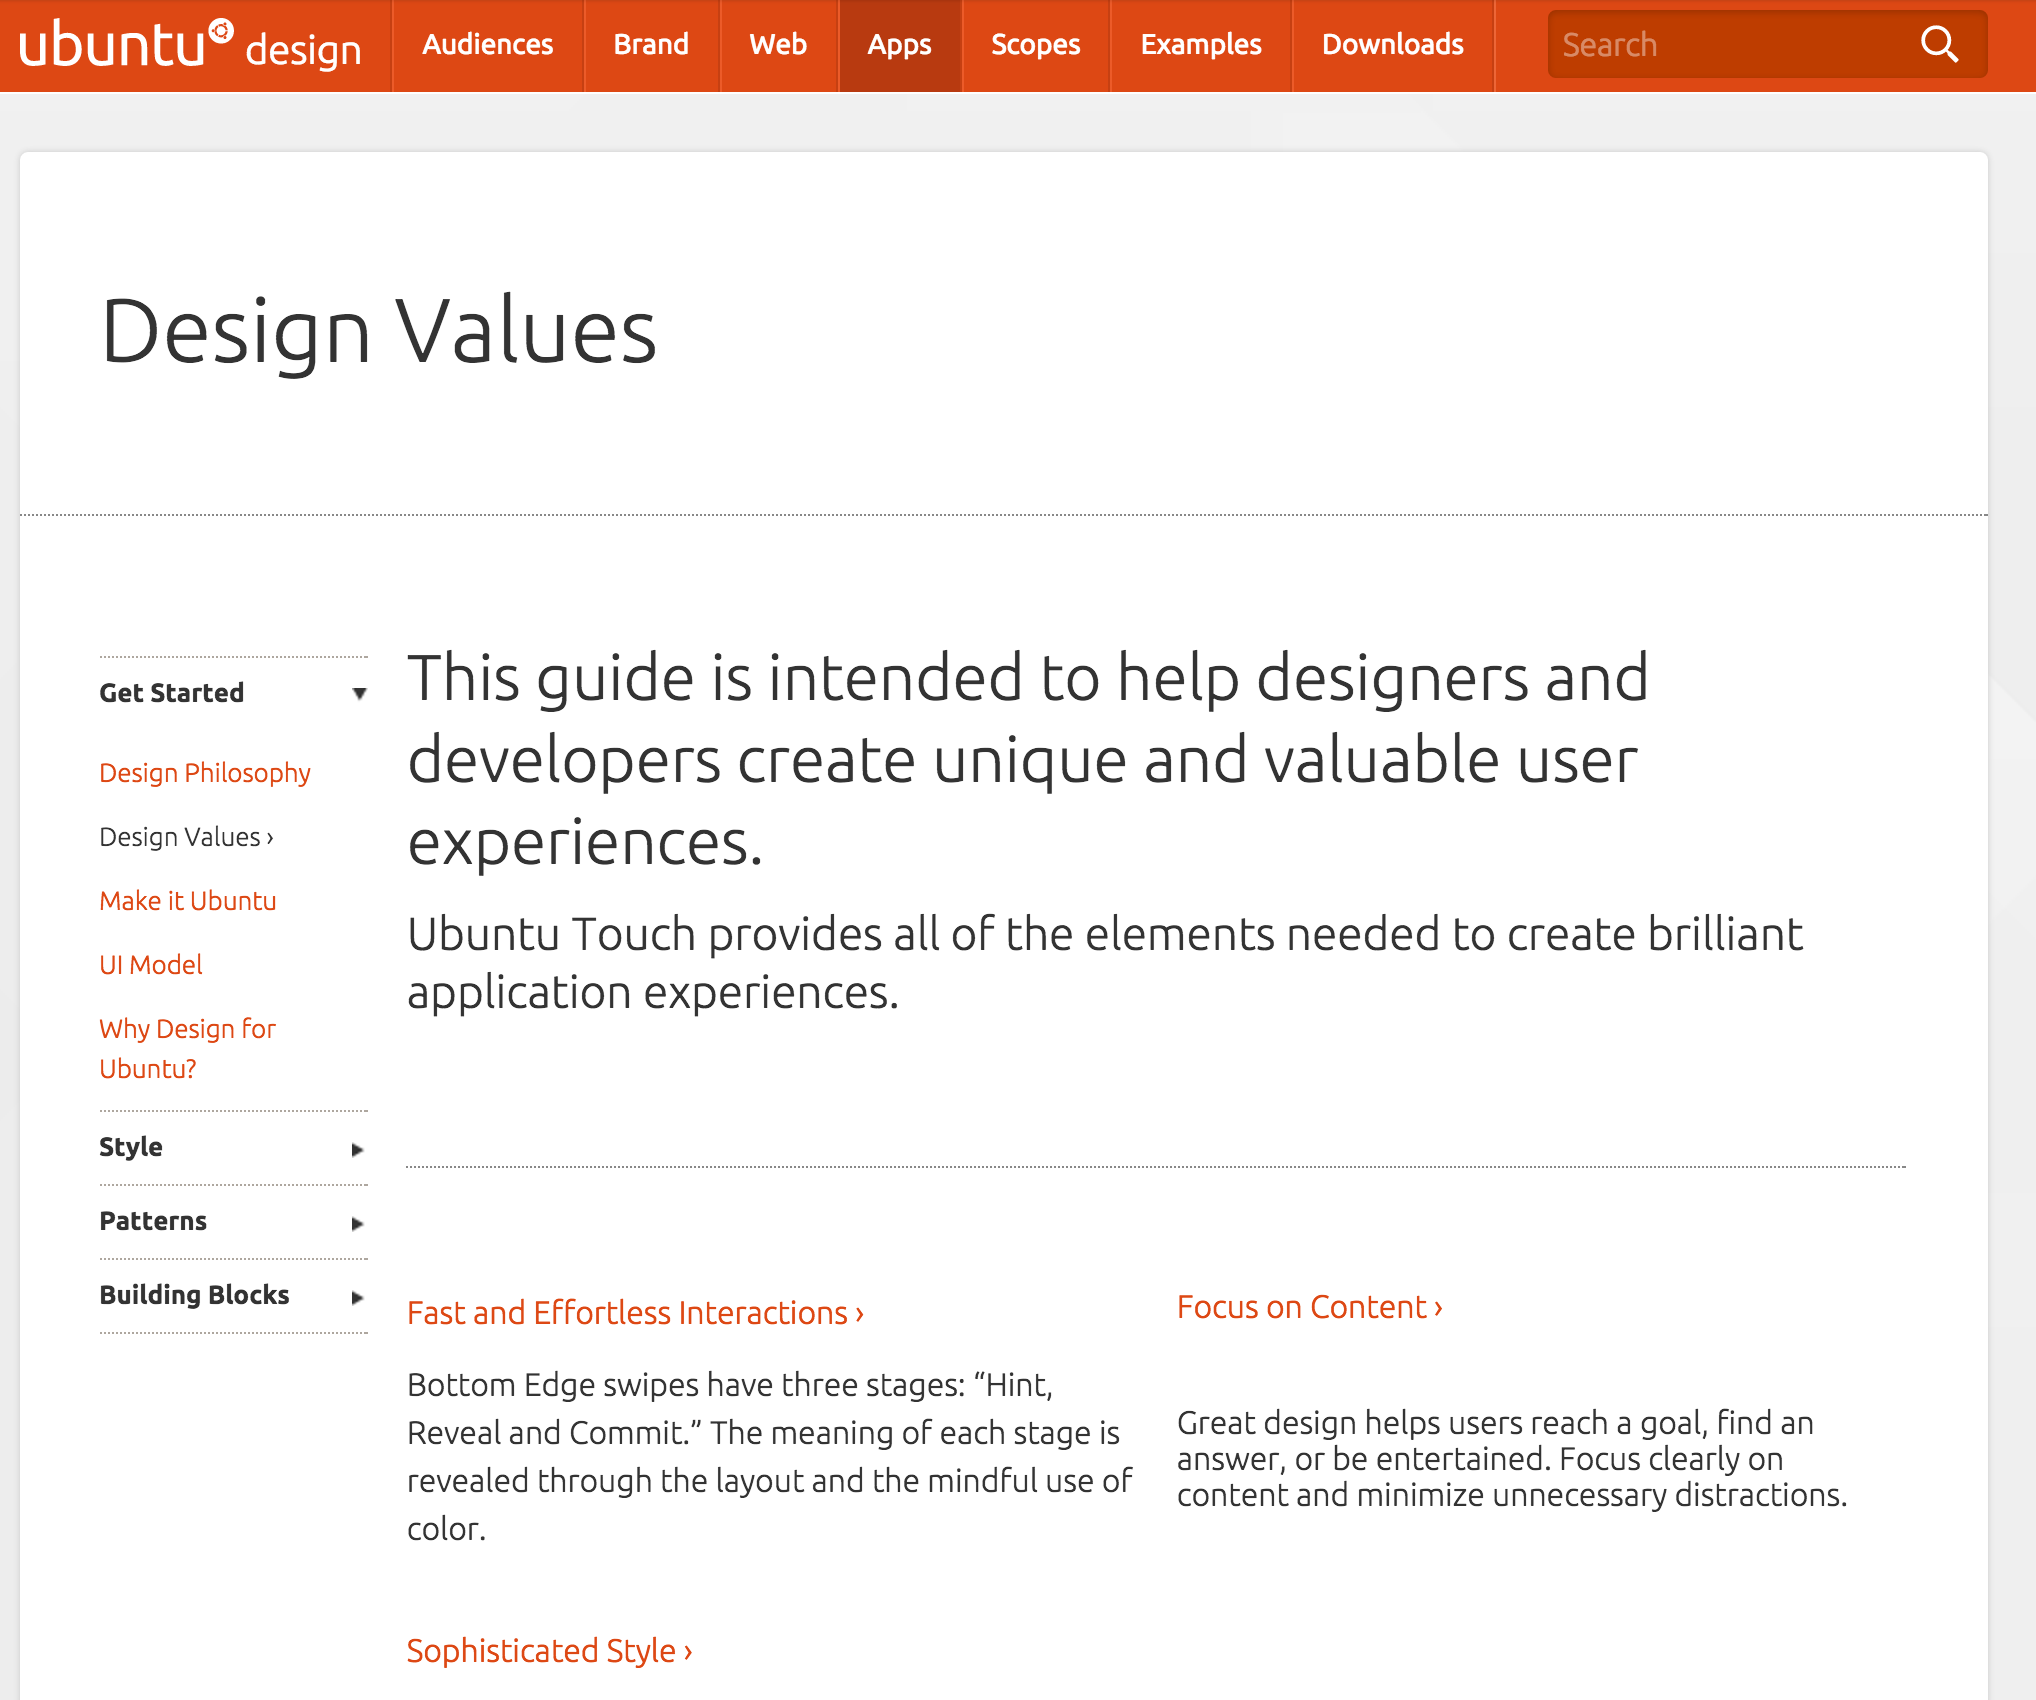 ubuntu design
Audiences
Brand
Web
Apps
Scopes
Examples
Downloads
Search
Design Values
Get Started
Design Philosophy
Design Values ›
Make it Ubuntu
UI Model
Why Design for
Ubuntu?
Style
Patterns
Building Blocks
This guide is intended to help designers and
developers create unique and valuable user
experiences.
Ubuntu Touch provides all of the elements needed to create brilliant
application experiences.
Fast and Effortless Interactions ›
Bottom Edge swipes have three stages: “Hint,
Reveal and Commit.” The meaning of each stage is
revealed through the layout and the mindful use of
color.
Focus on Content ›
Great design helps users reach a goal, find an
answer, or be entertained. Focus clearly on
content and minimize unnecessary distractions.
Sophisticated Style ›